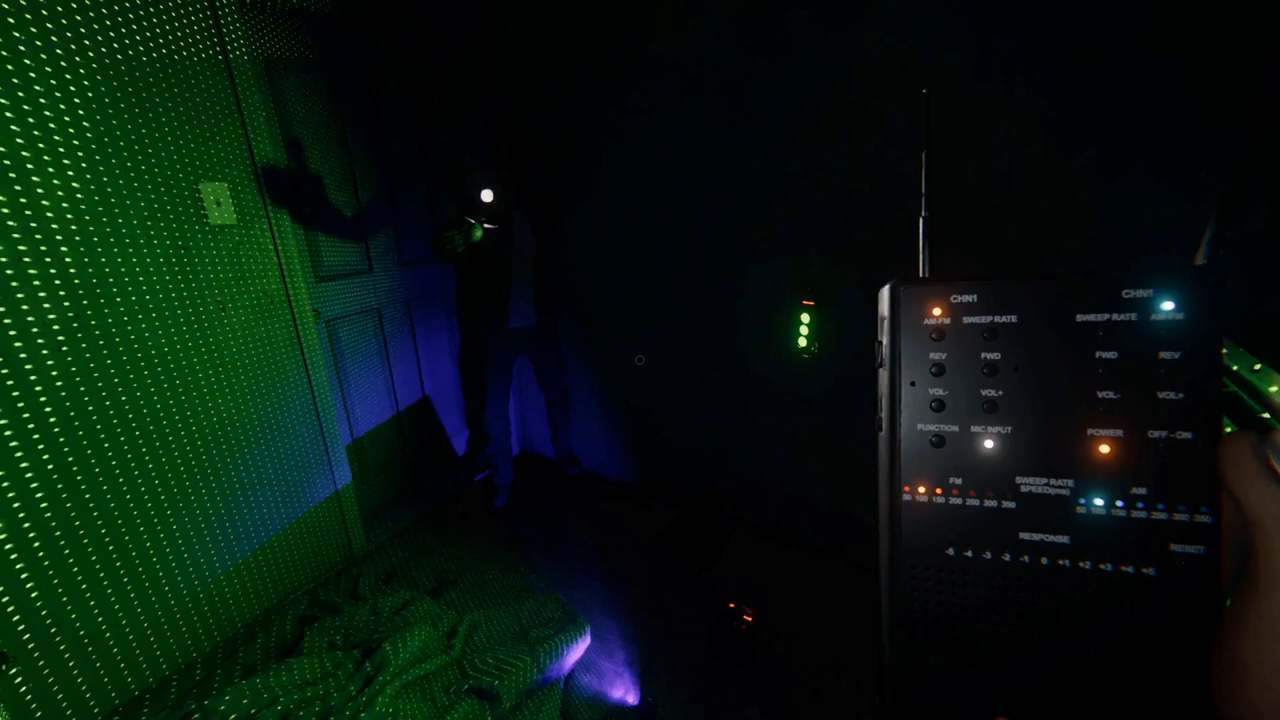 CHN1 CHN1
AM-FM SWEEP RATE SWEEP RATE AM-FM
REV FWD FWD REV
VOL- VOL+ VOL- VOL+
FUNCTION MIC INPUT POWER OFF - ON
FM SWEEP RATE SPEED(ms) AM
50 100 150 200 250 300 350 50 100 150 200 250 300 350
RESPONSE RESET
-5 -4 -3 -2 -1 0 +1 +2 +3 +4 +5